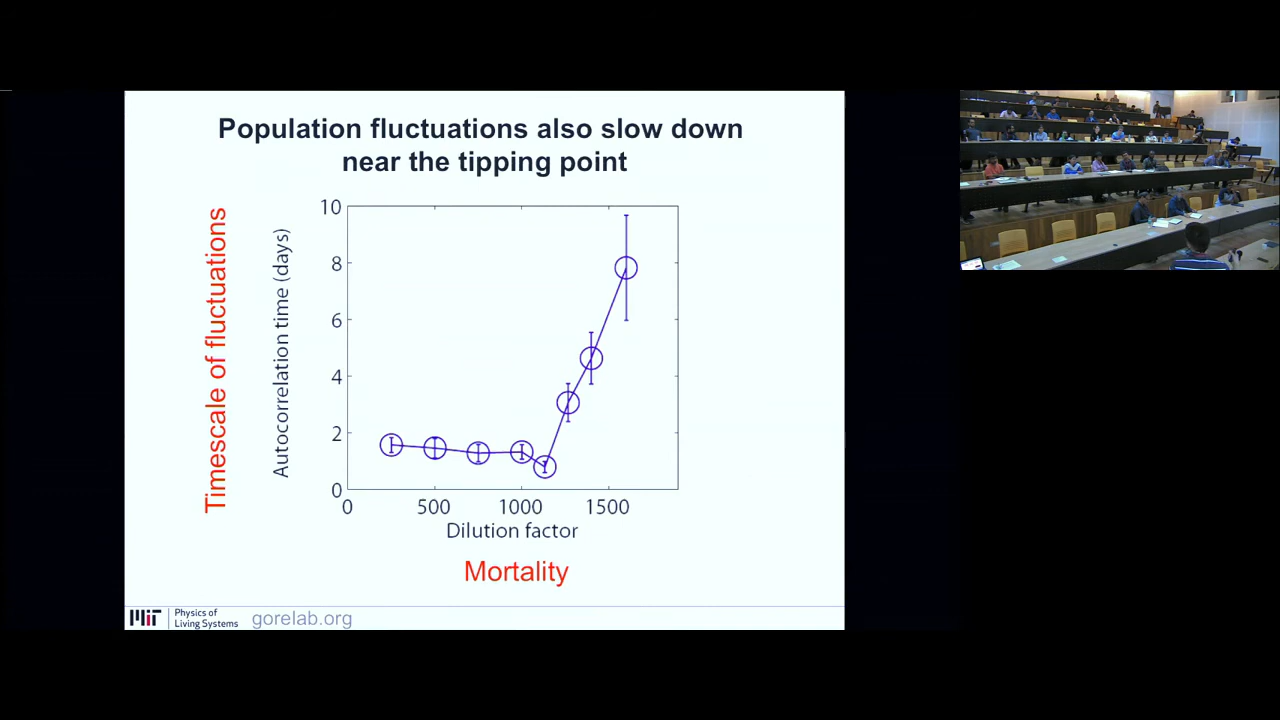 Population fluctuations also slow down
near the tipping point
Timescale of fluctuations
Autocorrelation time (days)
10
8
6
4
2
0
0 500 1000 1500
Dilution factor
Mortality
MIT
Physics of
Living Systems
gorelab.org